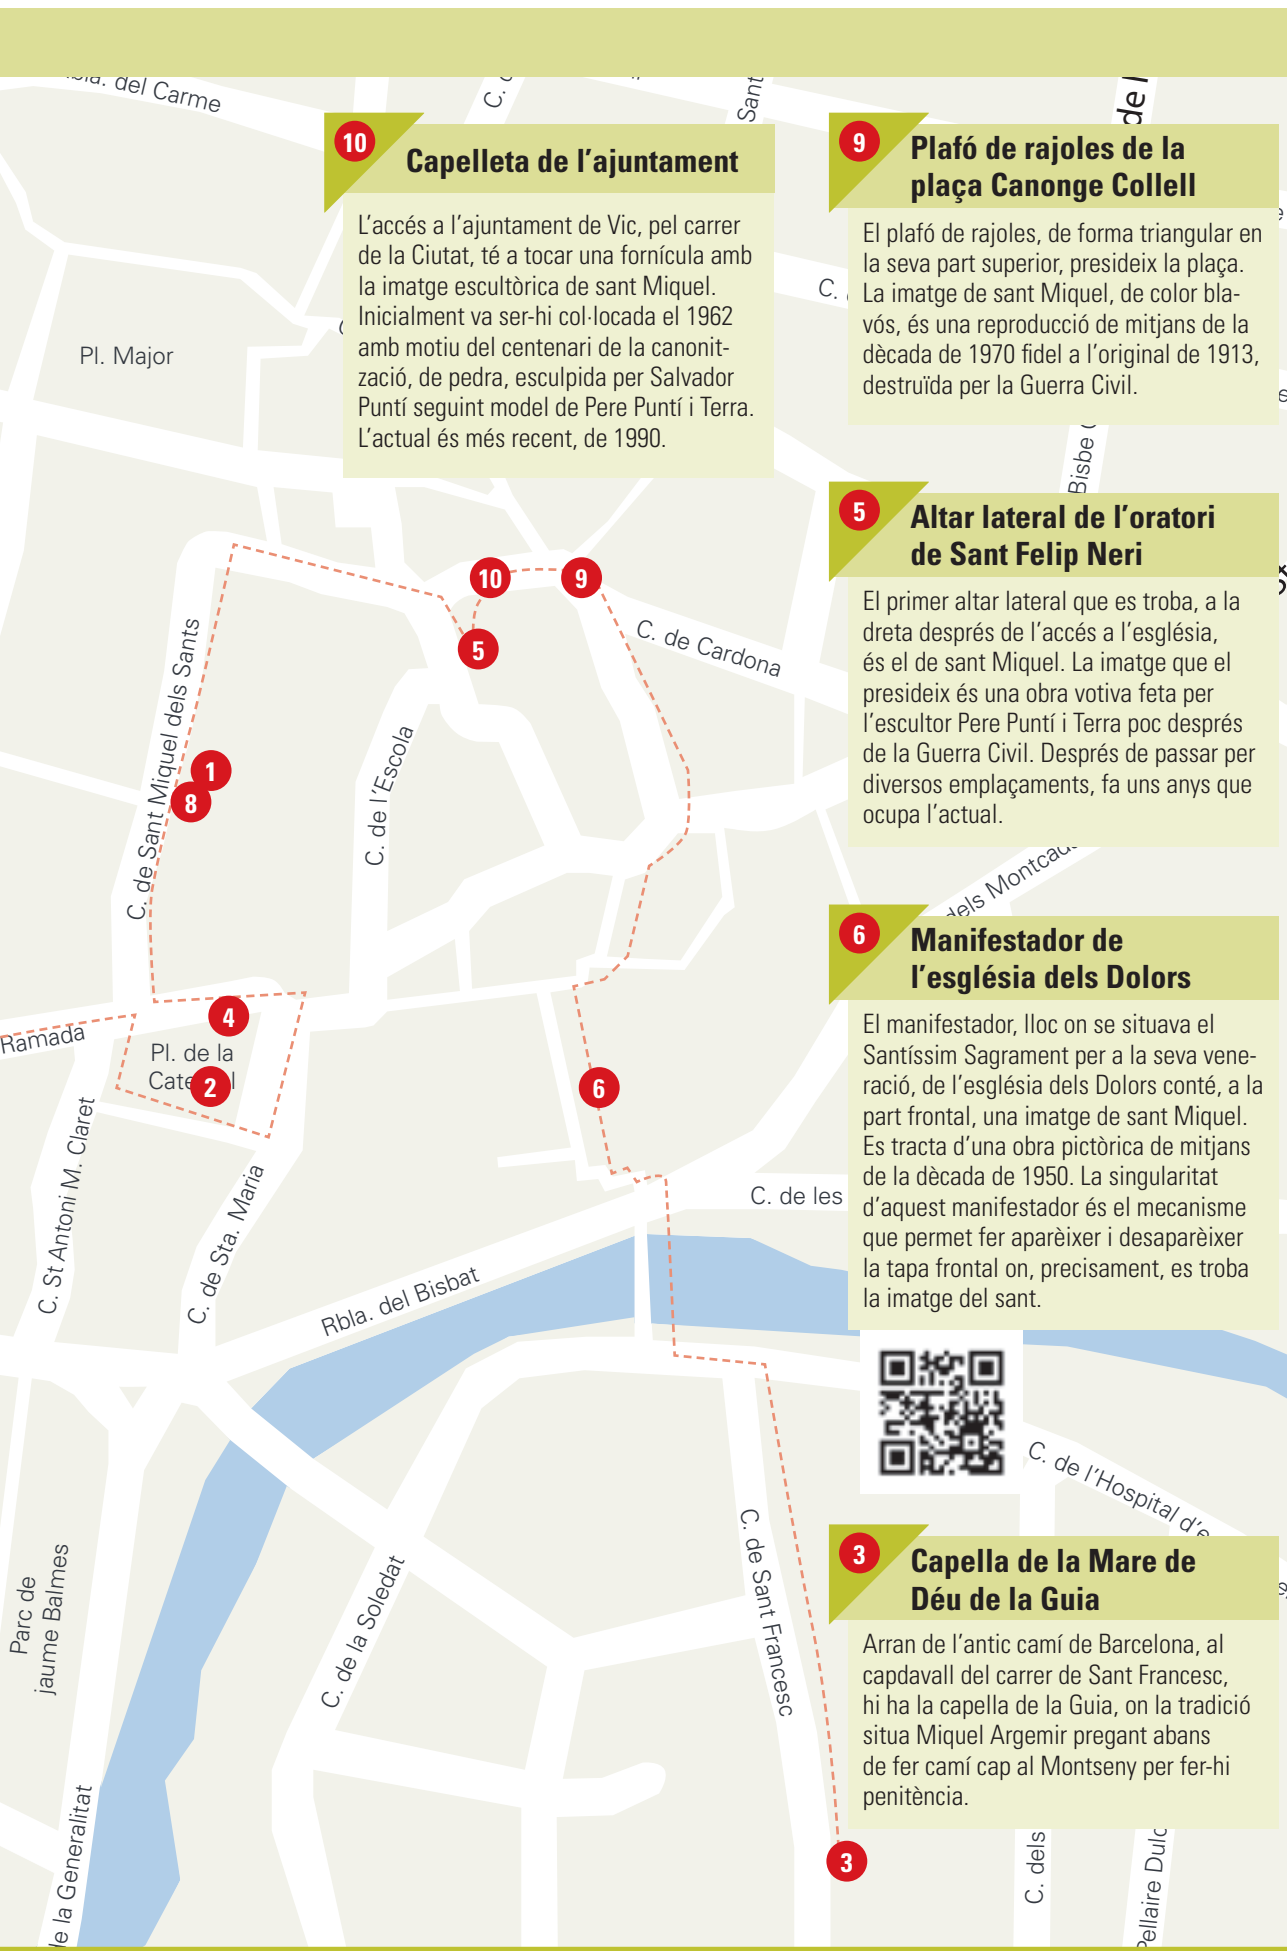 del Carme
Sant
10
Capelleta de l’ajuntament
L’accés a l’ajuntament de Vic, pel carrer
de la Ciutat, té a tocar una fornícula amb
la imatge escultòrica de sant Miquel.
Inicialment va ser-hi col·locada el 1962
amb motiu del centenari de la canonit-
zació, de pedra, esculpida per Salvador
Puntí seguint model de Pere Puntí i Terra.
L’actual és més recent, de 1990.
9
Plafó de rajoles de la
plaça Canonge Collell
El plafó de rajoles, de forma triangular en
la seva part superior, presideix la plaça.
La imatge de sant Miquel, de color bla-
vós, és una reproducció de mitjans de la
dècada de 1970 fidel a l’original de 1913,
destruïda per la Guerra Civil.
Pl. Major
Bisbe
5
Altar lateral de l’oratori
de Sant Felip Neri
El primer altar lateral que es troba, a la
dreta després de l’accés a l’església,
és el de sant Miquel. La imatge que el
presideix és una obra votiva feta per
l’escultor Pere Puntí i Terra poc després
de la Guerra Civil. Després de passar per
diversos emplaçaments, fa uns anys que
ocupa l’actual.
10
9
5
C. de Cardona
C. de Sant Miquel dels Sants
1
8
C. de l’Escola
dels
6
Manifestador de
l’església dels Dolors
El manifestador, lloc on se situava el
Santíssim Sagrament per a la seva vene-
ració, de l’església dels Dolors conté, a la
part frontal, una imatge de sant Miquel.
Es tracta d’una obra pictòrica de mitjans
de la dècada de 1950. La singularitat
d’aquest manifestador és el mecanisme
que permet fer aparèixer i desaparèixer
la tapa frontal on, precisament, es troba
la imatge del sant.
4
Ramada
Pl. de la
2
6
C. St Antoni M. Claret
C. de Sta. Maria
C. de les
Rbla. del Bisbat
C. de l’Hospital
C. de Sant Francesc
3
Capella de la Mare de
Déu de la Guia
Arran de l’antic camí de Barcelona, al
capdavall del carrer de Sant Francesc,
hi ha la capella de la Guia, on la tradició
situa Miquel Argemir pregant abans
de fer camí cap al Montseny per fer-hi
penitència.
Parc de
jaume Balmes
C. de la Soledat
de la Generalitat
3
C. dels